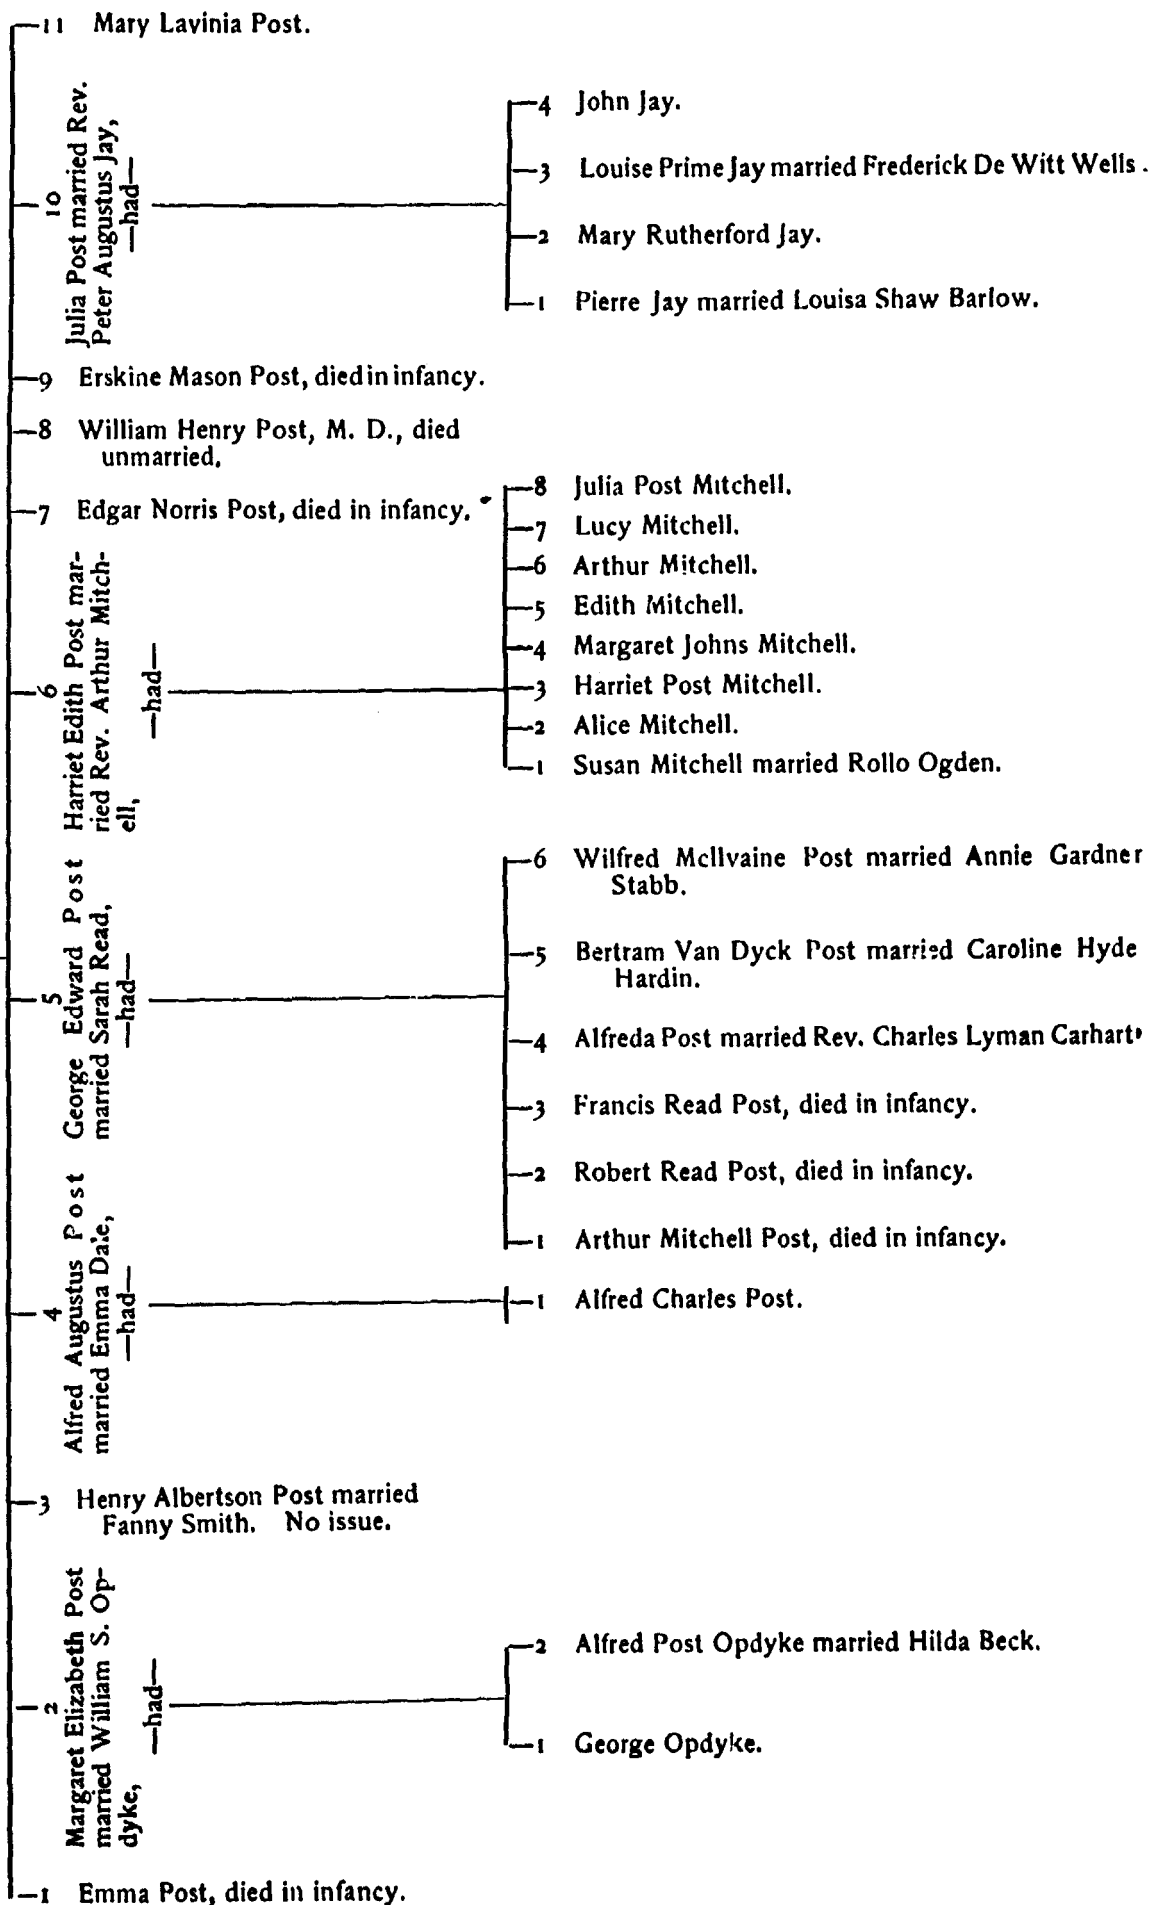 11 Mary Lavinia Post.
10
Julia Post married Rev.
Peter Augustus Jay,
—had—
4 John Jay.
3 Louise Prime Jay married Frederick De Witt Wells.
2 Mary Rutherford Jay.
1 Pierre Jay married Louisa Shaw Barlow.
9 Erskine Mason Post, died in infancy.
8 William Henry Post, M. D., died
unmarried.
7 Edgar Norris Post, died in infancy.
6
Harriet Edith Post mar-
ried Rev. Arthur Mitch-
ell,
—had—
8 Julia Post Mitchell.
7 Lucy Mitchell.
6 Arthur Mitchell.
5 Edith Mitchell.
4 Margaret Johns Mitchell.
3 Harriet Post Mitchell.
2 Alice Mitchell.
1 Susan Mitchell married Rollo Ogden.
5
George Edward Post
married Sarah Read,
—had—
6 Wilfred McIlvaine Post married Annie Gardner
Stabb.
5 Bertram Van Dyck Post married Caroline Hyde
Hardin.
4 Alfreda Post married Rev. Charles Lyman Carhart.
3 Francis Read Post, died in infancy.
2 Robert Read Post, died in infancy.
1 Arthur Mitchell Post, died in infancy.
4
Alfred Augustus Post
married Emma Dale,
—had—
1 Alfred Charles Post.
3 Henry Albertson Post married
Fanny Smith. No issue.
2
Margaret Elizabeth Post
married William S. Op-
dyke,
—had—
2 Alfred Post Opdyke married Hilda Beck.
1 George Opdyke.
1 Emma Post, died in infancy.